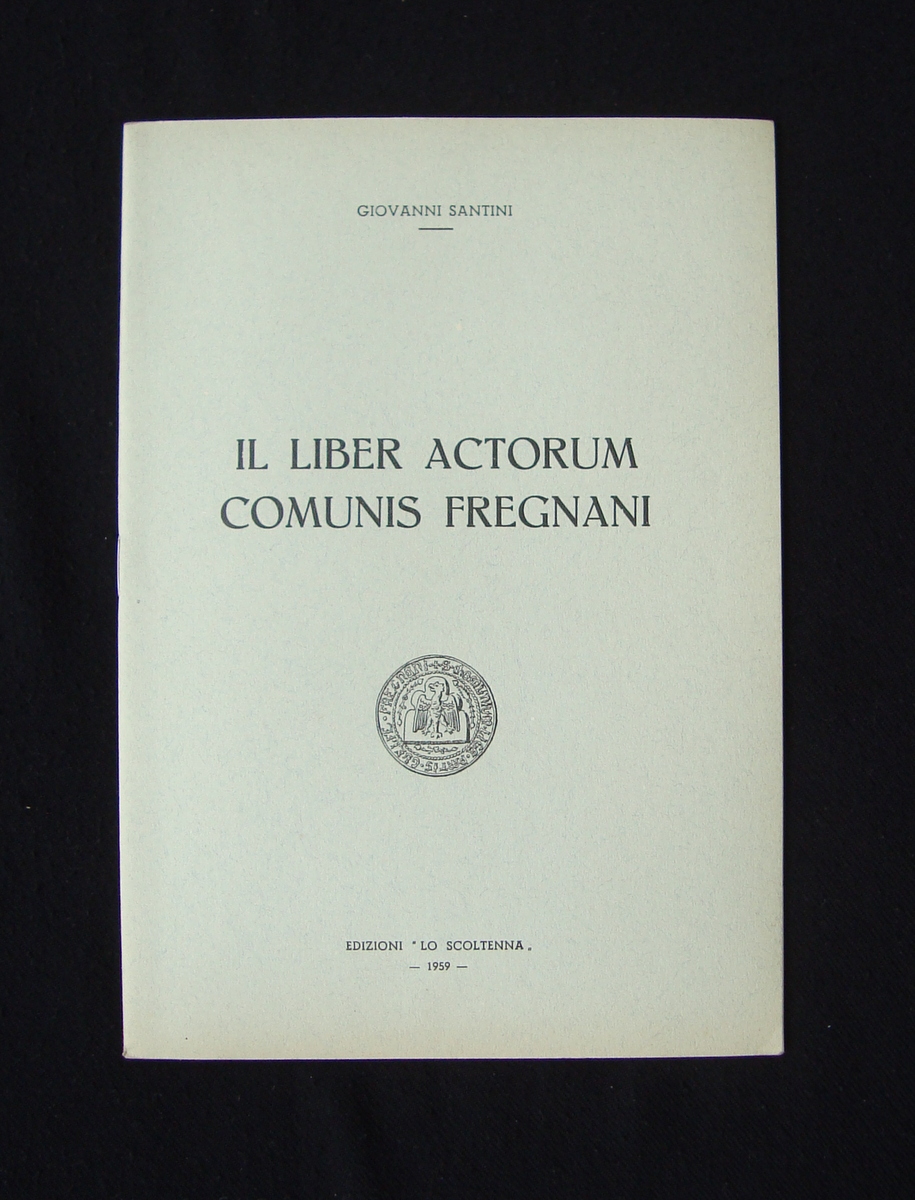 GIOVANNI SANTINI
IL LIBER ACTORUM
COMUNIS FREGNANI
EDIZIONI "LO SCOLTENNA„
— 1959 —